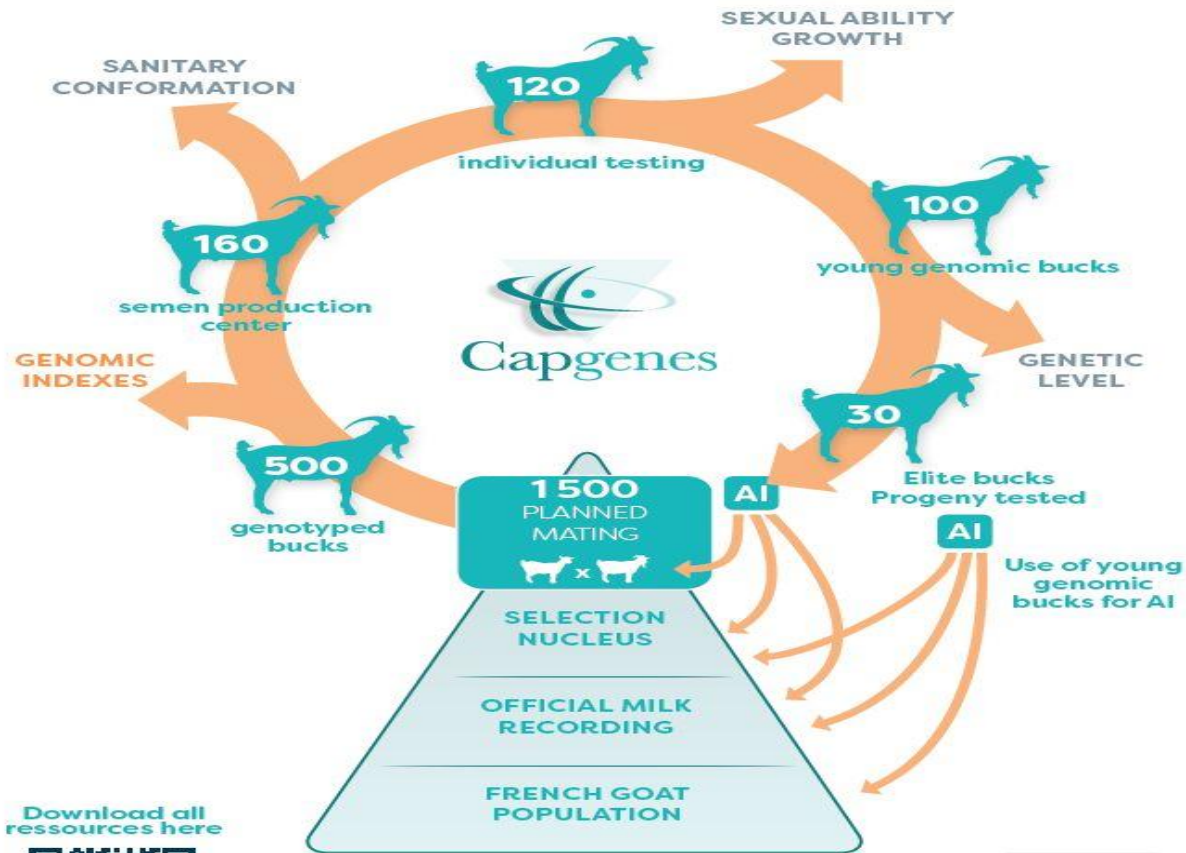 SEXUAL ABILITY
GROWTH
SANITARY
CONFORMATION
120
individual testing
100
young genomic bucks
160
semen production
center
Capgenes
GENOMIC
INDEXES
GENETIC
LEVEL
30
Elite bucks
Progeny tested
500
genotyped
bucks
1500
PLANNED
MATING
x
AI
AI
Use of young
genomic
bucks for AI
SELECTION
NUCLEUS
OFFICIAL MILK
RECORDING
FRENCH GOAT
POPULATION
Download all
ressources here